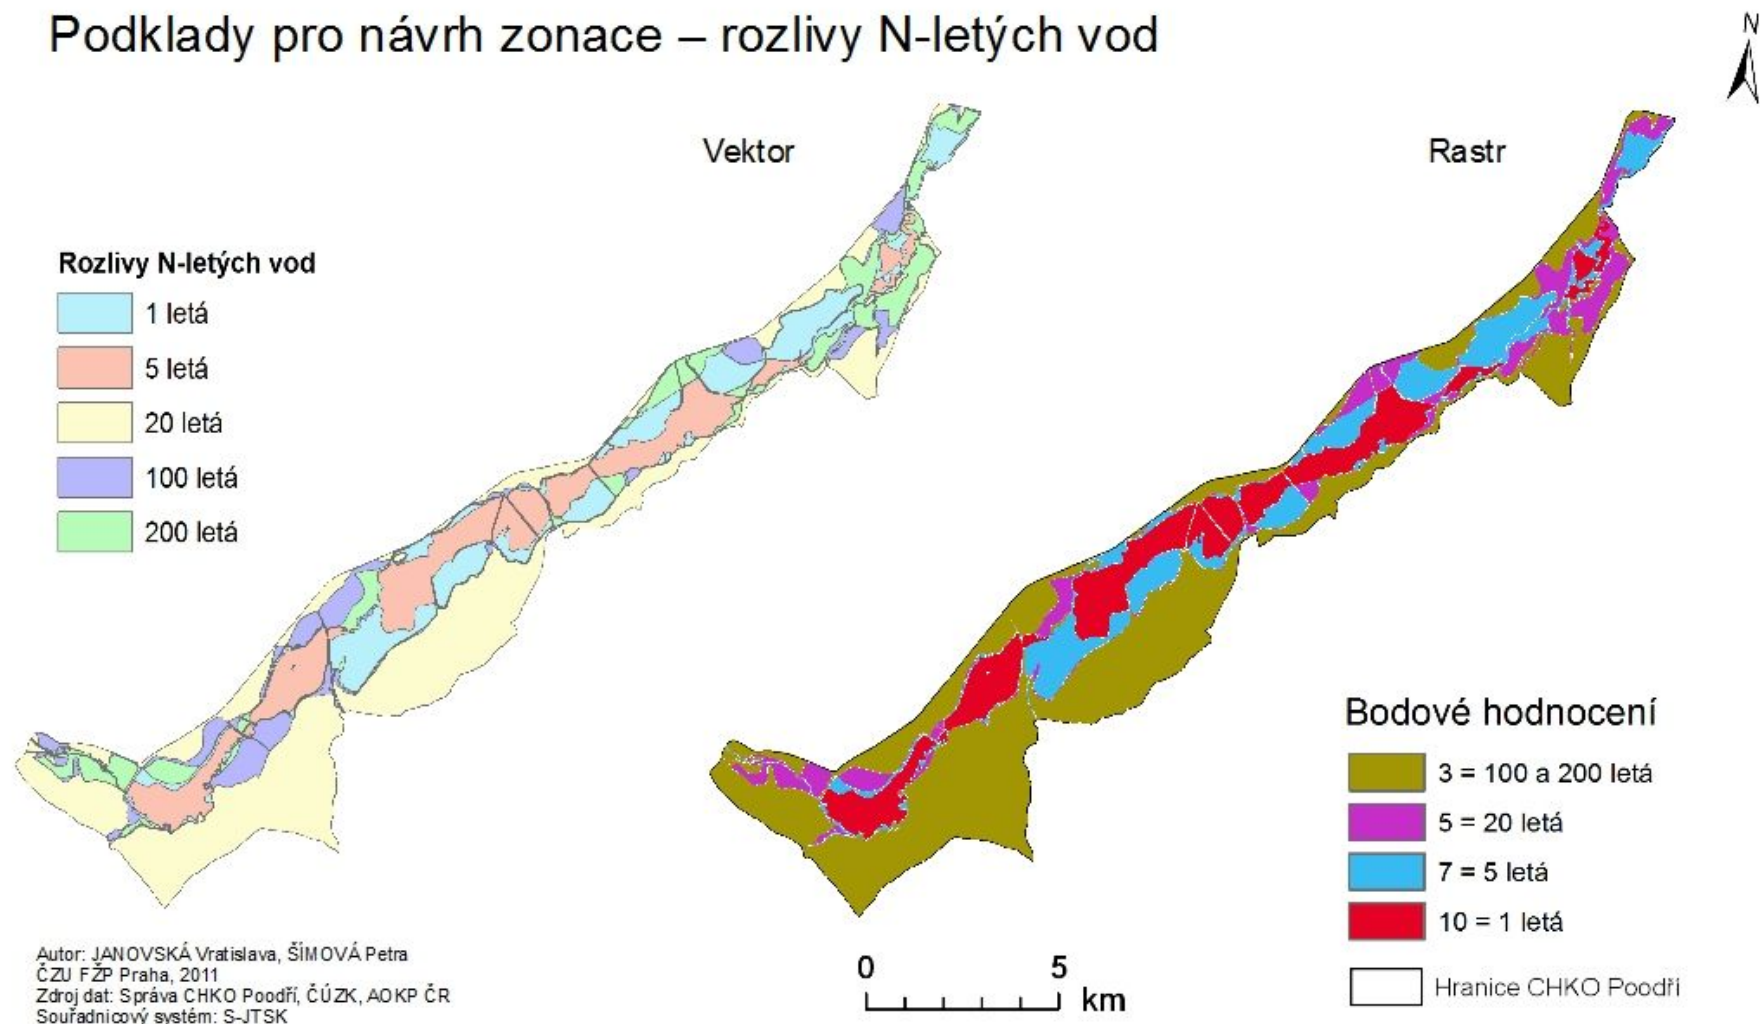 Podklady pro návrh zonace – rozlivy N-letých vod
N
Vektor
Rastr
Rozlivy N-letých vod
1 letá
5 letá
20 letá
100 letá
200 letá
Bodové hodnocení
3 = 100 a 200 letá
5 = 20 letá
7 = 5 letá
10 = 1 letá
Hranice CHKO Poodří
Autor: JANOVSKÁ Vratislava, ŠÍMOVÁ Petra
ČZU FŽP Praha, 2011
Zdroj dat: Správa CHKO Poodří, ČÚZK, AOKP ČR
Souřadnicový systém: S-JTSK
0 5
km